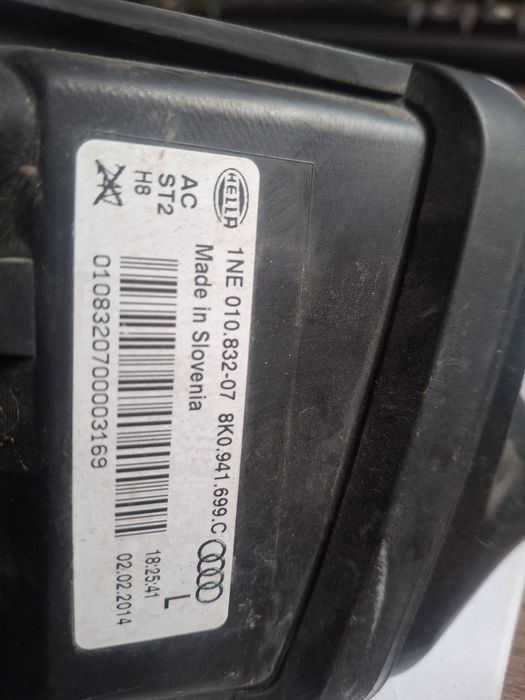 HELLA 1NE 010.832-07 8K0.941.699.C
AC Made in Slovenia L
ST2
H8 18:25:41
02.02.2014
0108320700003169